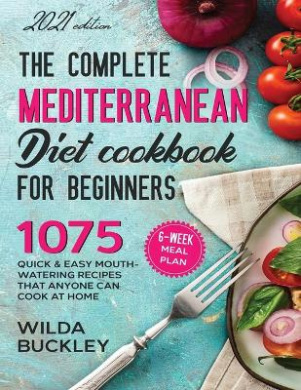 2021 edition
THE COMPLETE
MEDITERRANEAN
Diet cookbook
FOR BEGINNERS
1075
QUICK & EASY MOUTH-
WATERING RECIPES
THAT ANYONE CAN
COOK AT HOME
6-WEEK
MEAL
PLAN
WILDA
BUCKLEY